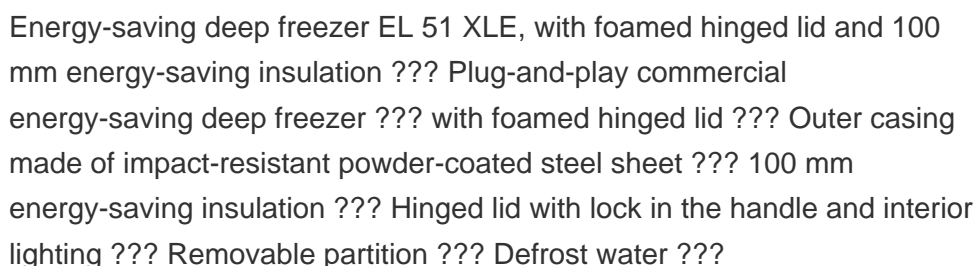 Energy-saving deep freezer EL 51 XLE, with foamed hinged lid and 100
mm energy-saving insulation ??? Plug-and-play commercial
energy-saving deep freezer ??? with foamed hinged lid ??? Outer casing
made of impact-resistant powder-coated steel sheet ??? 100 mm
energy-saving insulation ??? Hinged lid with lock in the handle and interior
lighting ??? Removable partition ??? Defrost water ???